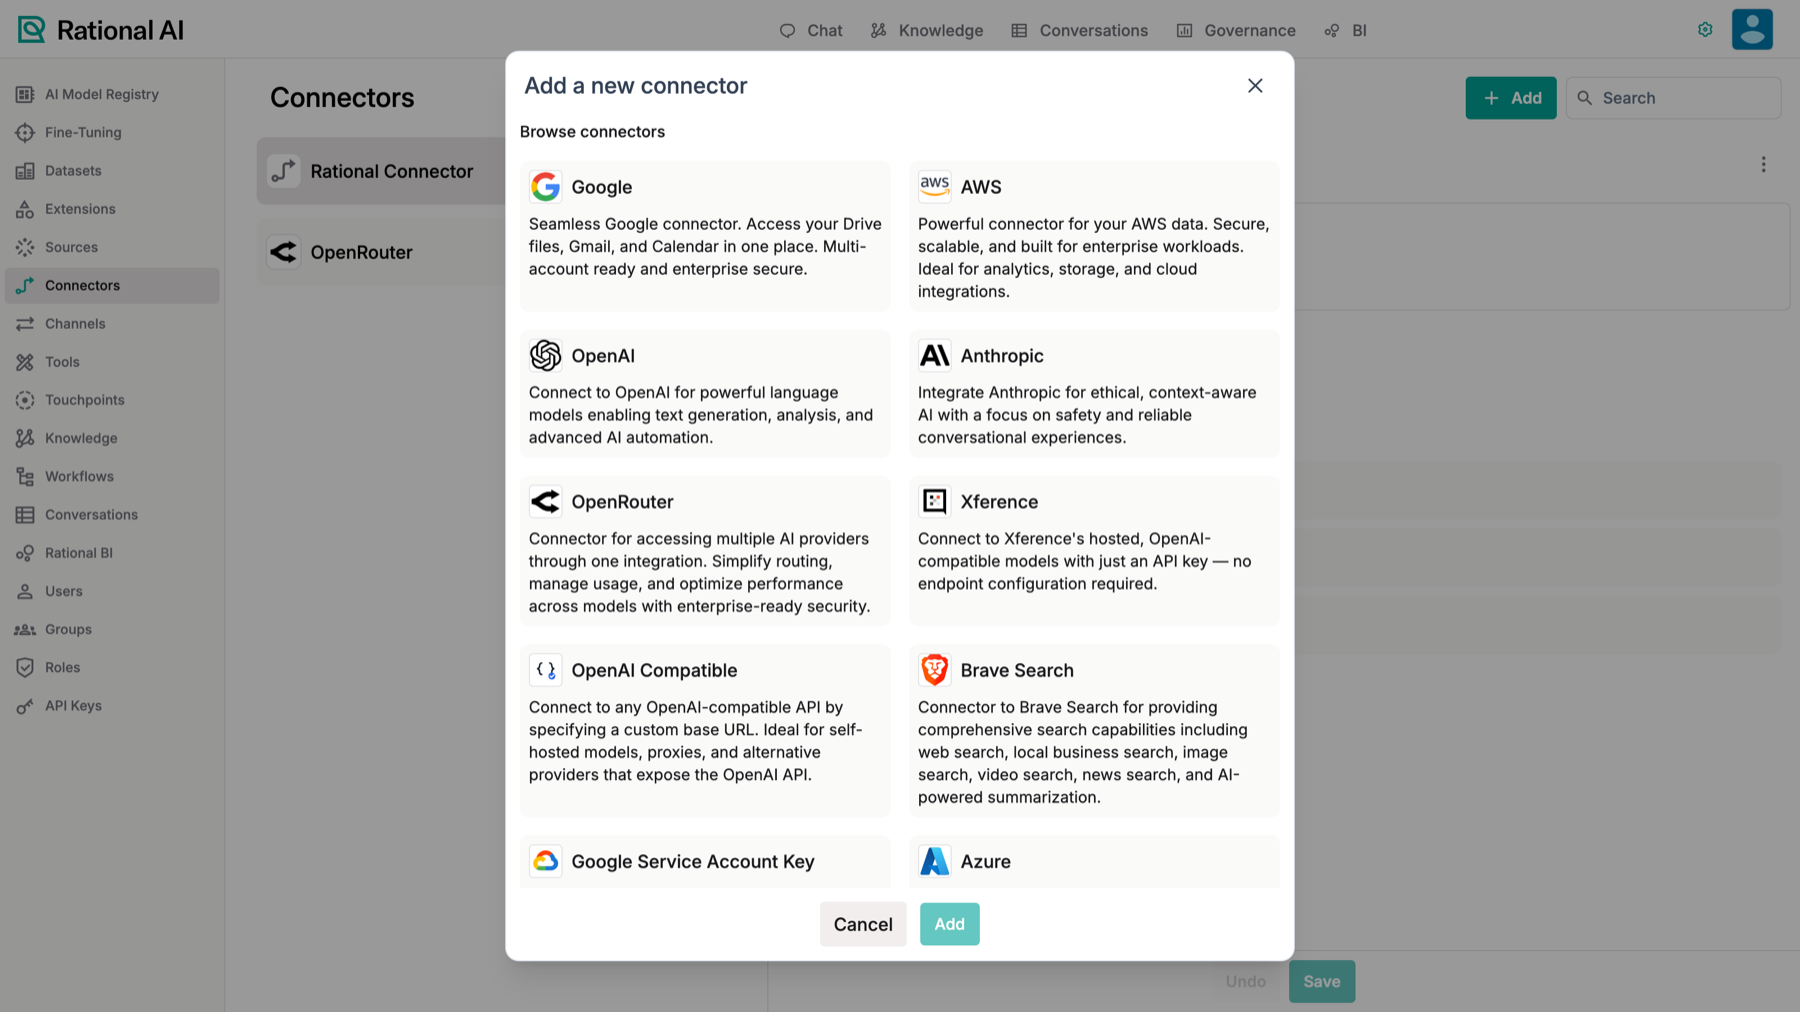 Rational AI
Chat
Knowledge
Conversations
Governance
BI
AI Model Registry
Fine-Tuning
Datasets
Extensions
Sources
Connectors
Channels
Tools
Touchpoints
Knowledge
Workflows
Conversations
Rational BI
Users
Groups
Roles
API Keys
Connectors
Add
Search
Rational Connector
OpenRouter
Add a new connector
Browse connectors
Google
Seamless Google connector. Access your Drive
files, Gmail, and Calendar in one place. Multi-
account ready and enterprise secure.
aws
AWS
Powerful connector for your AWS data. Secure,
scalable, and built for enterprise workloads.
Ideal for analytics, storage, and cloud
integrations.
OpenAI
Connect to OpenAI for powerful language
models enabling text generation, analysis, and
advanced AI automation.
Anthropic
Integrate Anthropic for ethical, context-aware
AI with a focus on safety and reliable
conversational experiences.
OpenRouter
Connector for accessing multiple AI providers
through one integration. Simplify routing,
manage usage, and optimize performance
across models with enterprise-ready security.
Xference
Connect to Xference's hosted, OpenAI-
compatible models with just an API key — no
endpoint configuration required.
OpenAI Compatible
Connect to any OpenAI-compatible API by
specifying a custom base URL. Ideal for self-
hosted models, proxies, and alternative
providers that expose the OpenAI API.
Brave Search
Connector to Brave Search for providing
comprehensive search capabilities including
web search, local business search, image
search, video search, news search, and AI-
powered summarization.
Google Service Account Key
Azure
Cancel
Add
Undo
Save